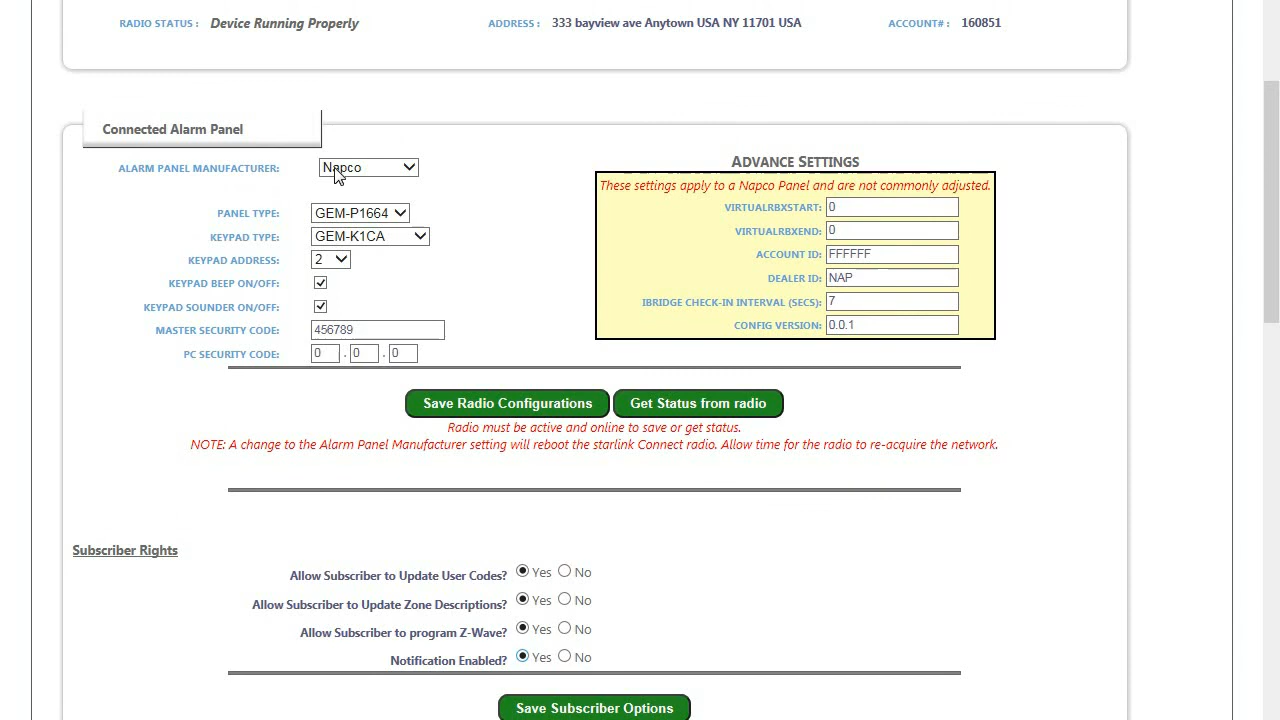 RADIO STATUS : Device Running Properly ADDRESS : 333 bayview ave Anytown USA NY 11701 USA ACCOUNT# : 160851
Connected Alarm Panel
ALARM PANEL MANUFACTURER: Napco
PANEL TYPE: GEM-P1664
KEYPAD TYPE: GEM-K1CA
KEYPAD ADDRESS: 2
KEYPAD BEEP ON/OFF:
KEYPAD SOUNDER ON/OFF:
MASTER SECURITY CODE: 456789
PC SECURITY CODE: 0 . 0 . 0
ADVANCE SETTINGS
These settings apply to a Napco Panel and are not commonly adjusted.
VIRTUALRBXSTART: 0
VIRTUALRBXEND: 0
ACCOUNT ID: FFFFFF
DEALER ID: NAP
IBRIDGE CHECK-IN INTERVAL (SECS): 7
CONFIG VERSION: 0.0.1
Save Radio Configurations Get Status from radio
Radio must be active and online to save or get status.
NOTE: A change to the Alarm Panel Manufacturer setting will reboot the starlink Connect radio. Allow time for the radio to re-acquire the network.
Subscriber Rights
Allow Subscriber to Update User Codes? Yes No
Allow Subscriber to Update Zone Descriptions? Yes No
Allow Subscriber to program Z-Wave? Yes No
Notification Enabled? Yes No
Save Subscriber Options